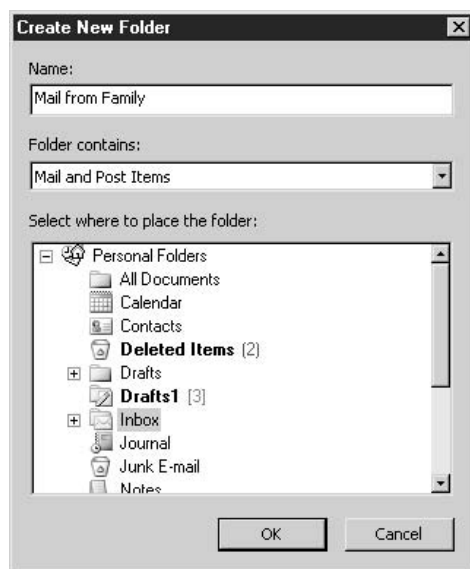 Create New Folder
Name:
Mail from Family
Folder contains:
Mail and Post Items
Select where to place the folder:
Personal Folders
All Documents
Calendar
Contacts
Deleted Items (2)
Drafts
Drafts1 [3]
Inbox
Journal
Junk E-mail
Notes
OK Cancel